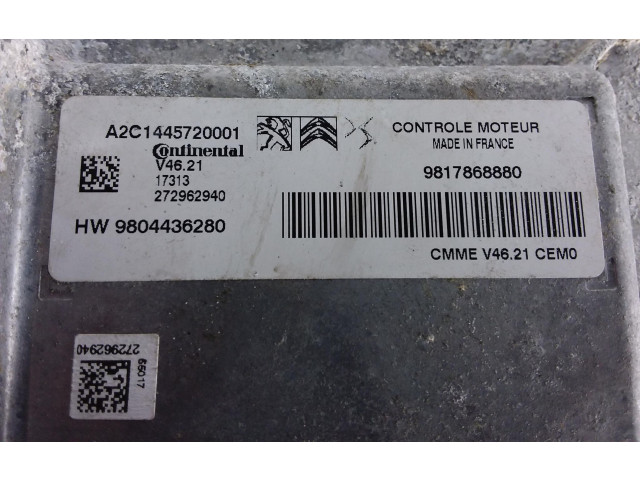 A2C1445720001
Continental
V46.21
17313
272962940
HW 9804436280
CONTROLE MOTEUR
MADE IN FRANCE
9817868880
CMME V46.21 CEM0
272962940
65017